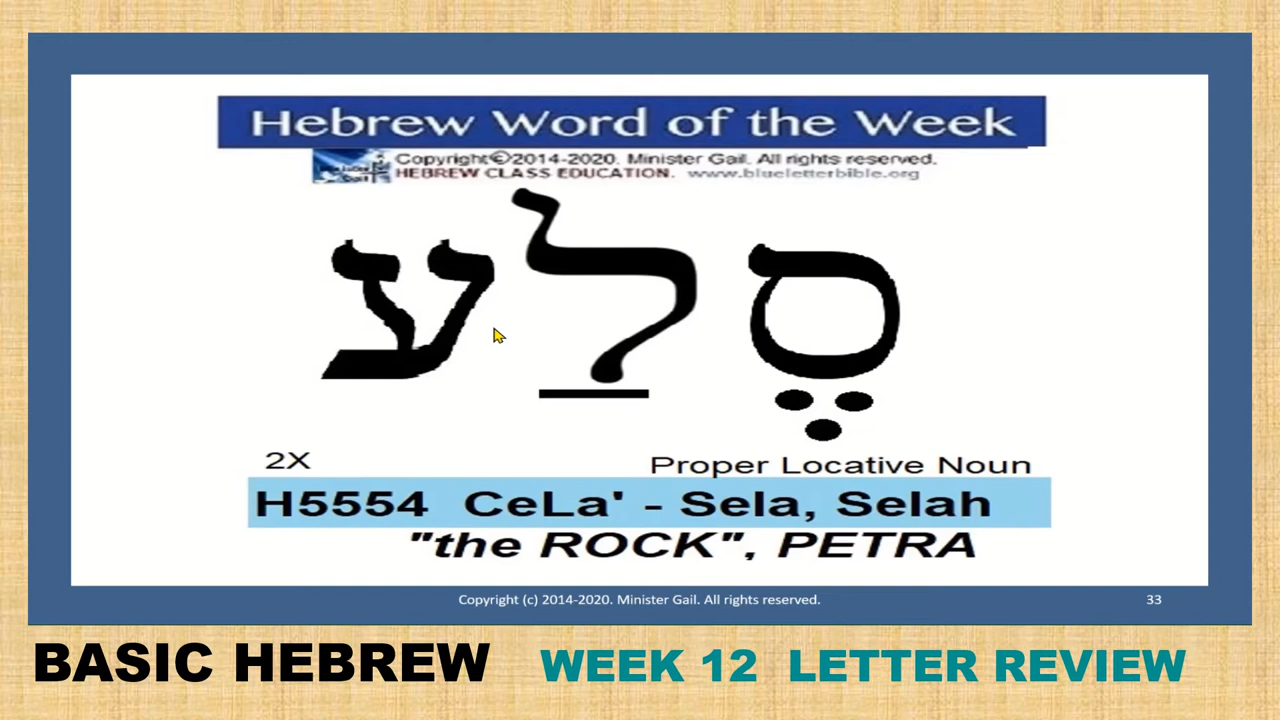 Hebrew Word of the Week
Copyright©2014-2020. Minister Gail. All rights reserved.
HEBREW CLASS EDUCATION. www.blueletterbible.org
סֶלַע
2X
Proper Locative Noun
H5554 CeLa' - Sela, Selah
"the ROCK", PETRA
Copyright (c) 2014-2020. Minister Gail. All rights reserved.
33
BASIC HEBREW WEEK 12 LETTER REVIEW